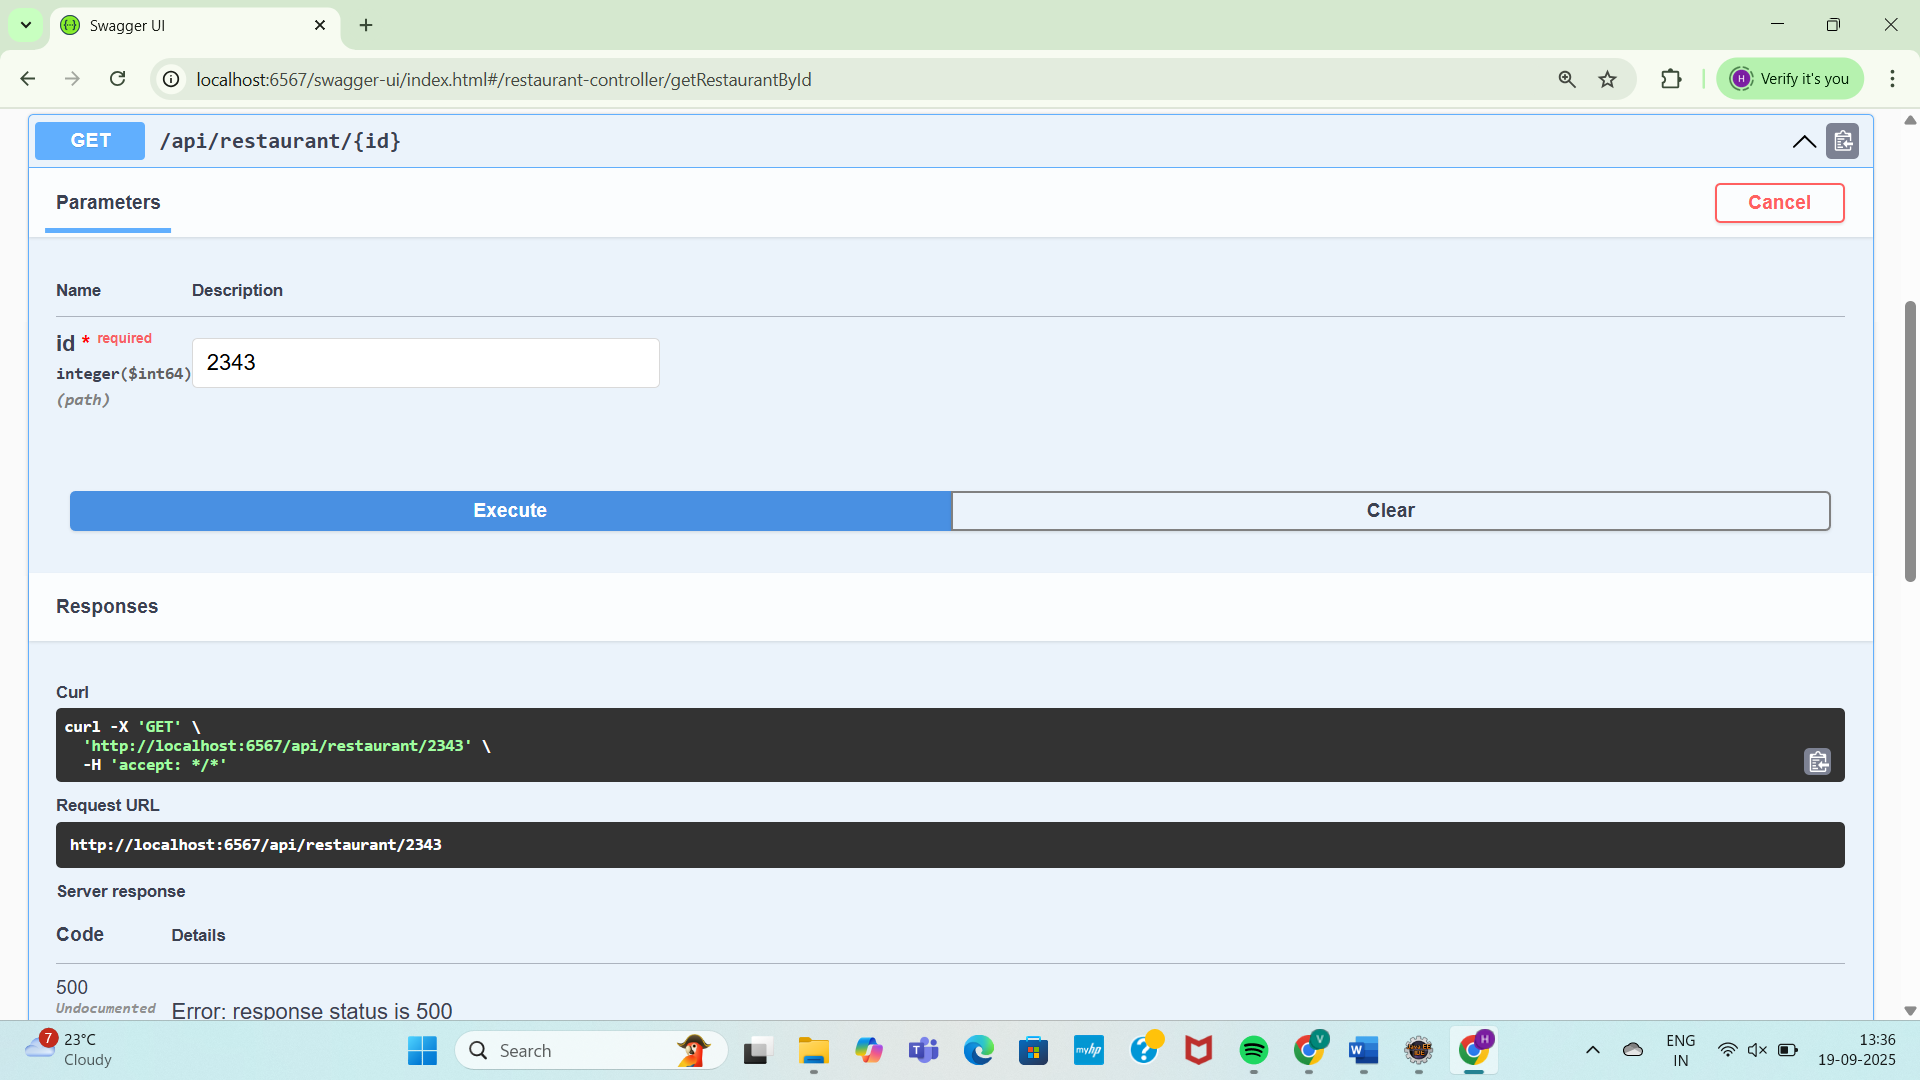 Swagger UI
localhost:6567/swagger-ui/index.html#/restaurant-controller/getRestaurantById
H
Verify it's you
GET
/api/restaurant/{id}
Parameters
Cancel
Name
Description
id * required
2343
integer($int64)
(path)
Execute
Clear
Responses
Curl
curl -X 'GET' \
'http://localhost:6567/api/restaurant/2343' \
-H 'accept: */*'
Request URL
http://localhost:6567/api/restaurant/2343
Server response
Code
Details
500
Undocumented
Error: response status is 500
7
23°C
Cloudy
Search
myhp
V
W
H
ENG
IN
13:36
19-09-2025